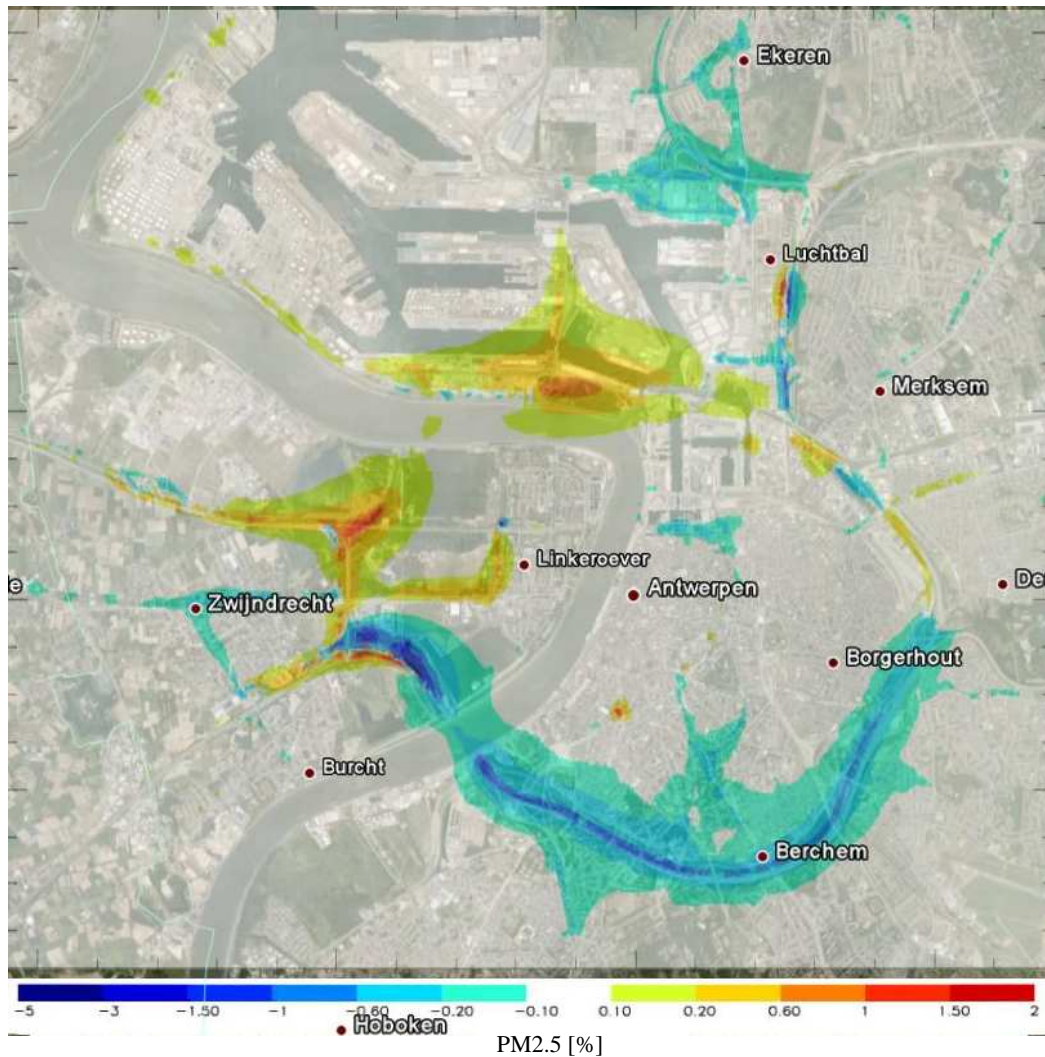 Ekeren
Luchtbal
Merksem
Linkeroever
Antwerpen
De
e
Zwijndrecht
Borgerhout
Burcht
Berchem
-5 -3 -1.50 -1 -0.60 -0.20 -0.10 0.10 0.20 0.60 1 1.50 2
Hoboken
PM2.5 [%]